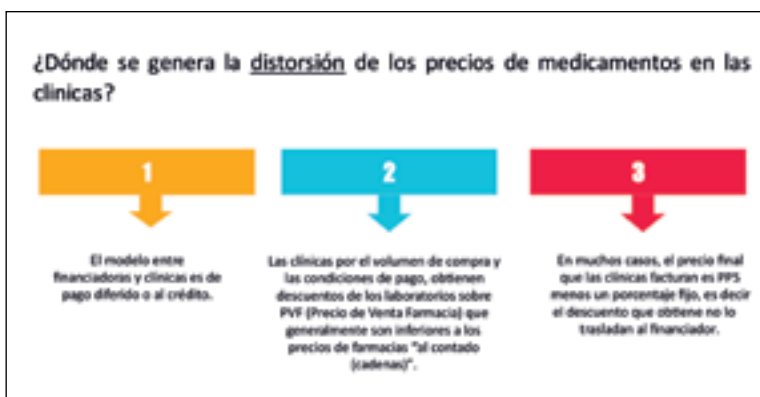 ¿Dónde se genera la distorsión de los precios de medicamentos en las
clinicas?
1
El modelo entre
financiadoras y clínicas es de
pago diferido o al crédito.
2
Las clínicas por el volumen de compra y
las condiciones de pago, obtienen
descuentos de los laboratorios sobre
PVF (Precio de Venta Farmacia) que
generalmente son inferiores a los
precios de farmacias "al contado
(cadenas)".
3
En muchos casos, el precio final
que las clínicas facturan es PPS
menos un porcentaje fijo, es decir
el descuento que obtiene no lo
trasladan al financiador.